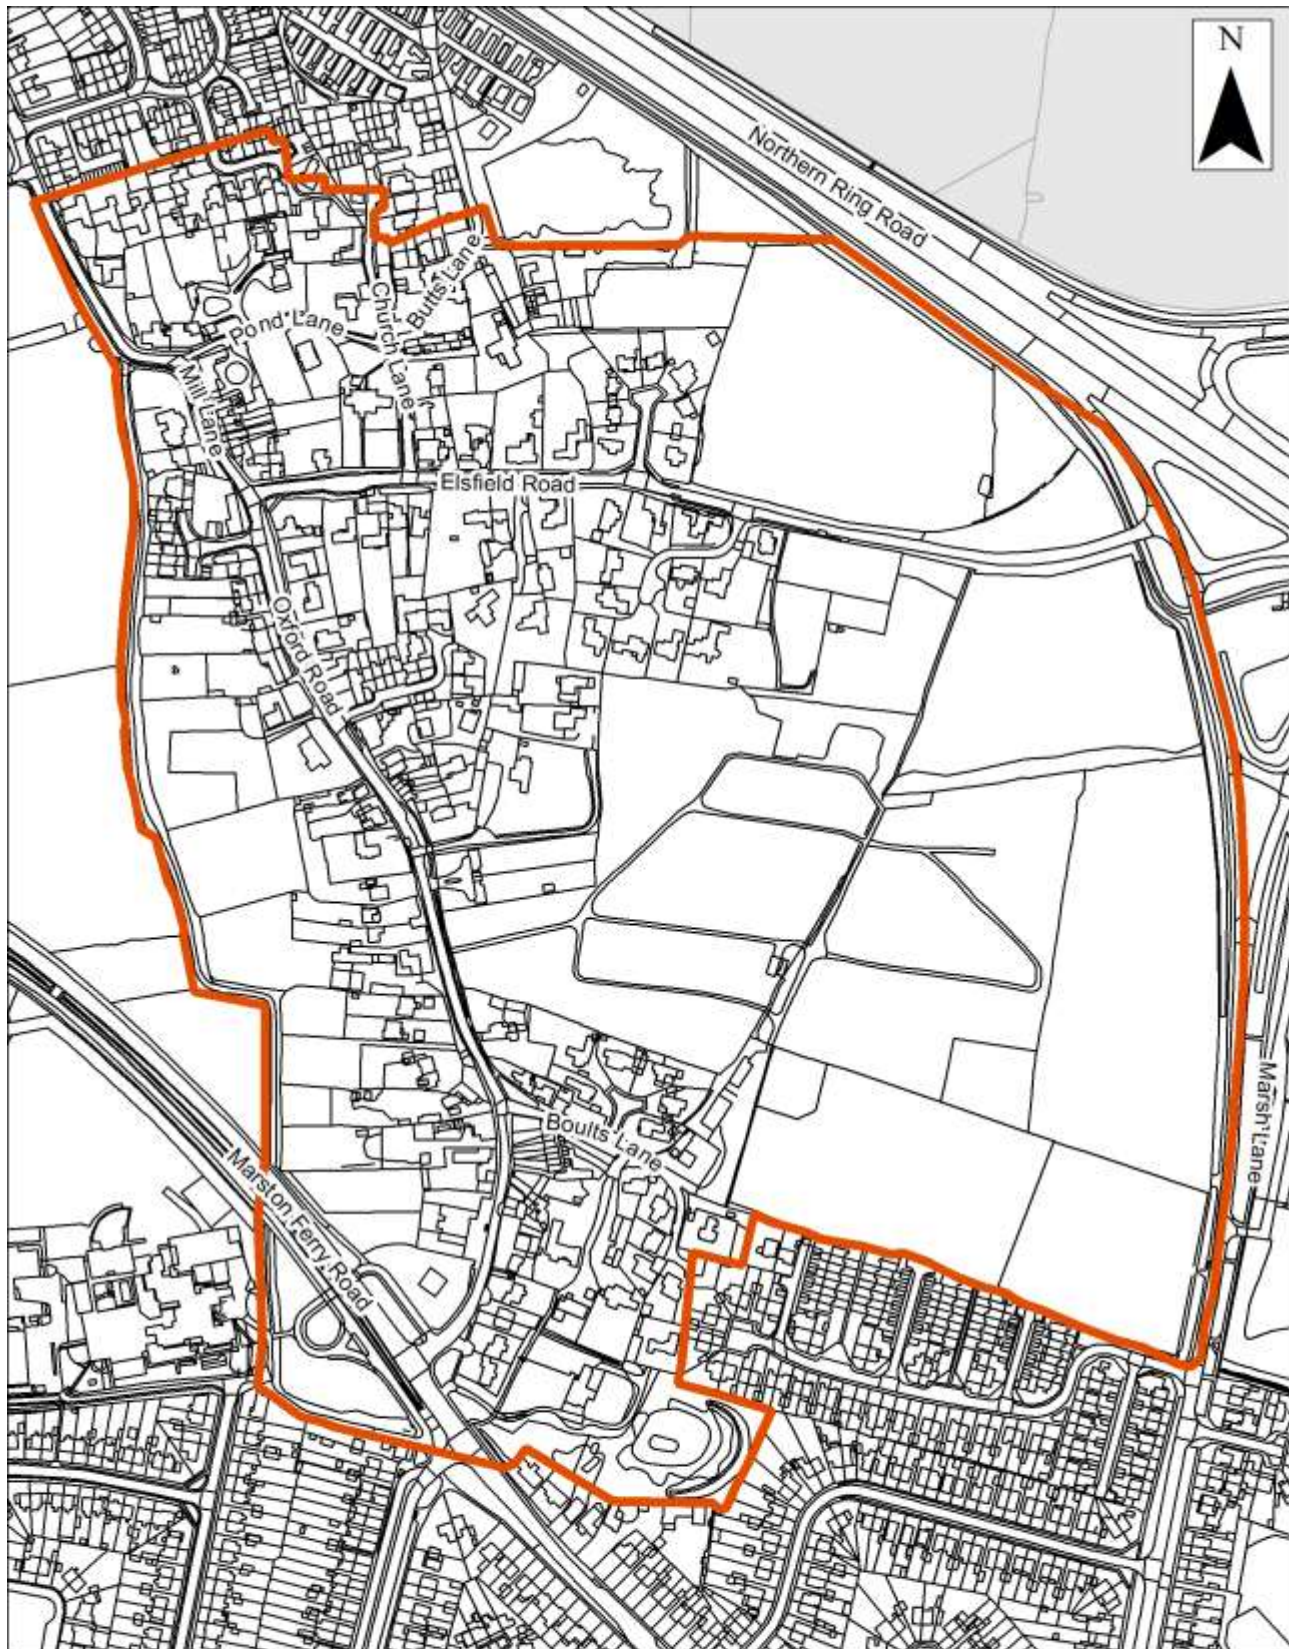 N
Northern Ring Road
Butts Lane
Pond Lane
Church Lane
Mill Lane
Elsfield Road
Oxford Road
Boults Lane
Marsh Lane
Marston Ferry Road